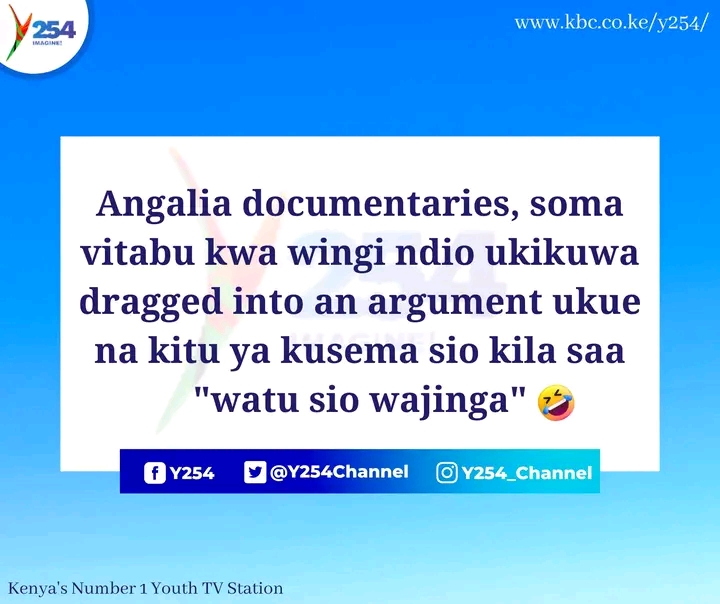 Y254
IMAGINE!
www.kbc.co.ke/y254/
Angalia documentaries, soma
vitabu kwa wingi ndio ukikuwa
dragged into an argument ukue
na kitu ya kusema sio kila saa
"watu sio wajinga" 🤣
Y254 @Y254Channel Y254_Channel
Kenya's Number 1 Youth TV Station